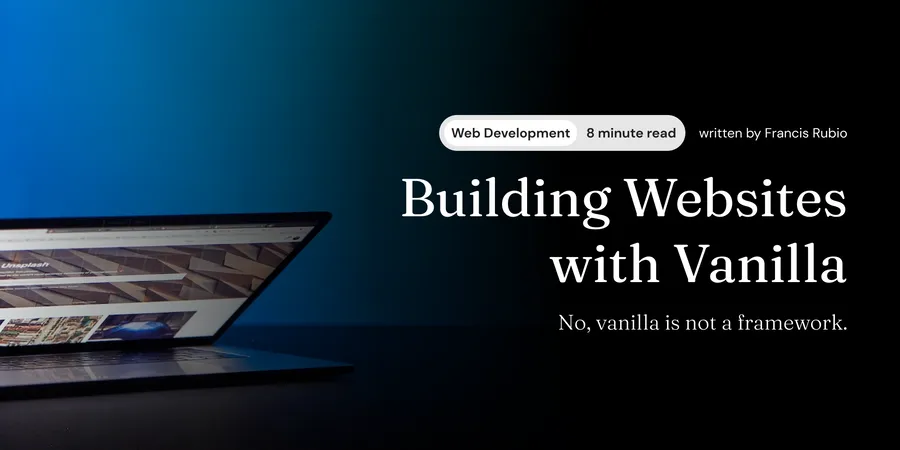 Web Development 8 minute read written by Francis Rubio
Building Websites
with Vanilla
No, vanilla is not a framework.
Unsplash